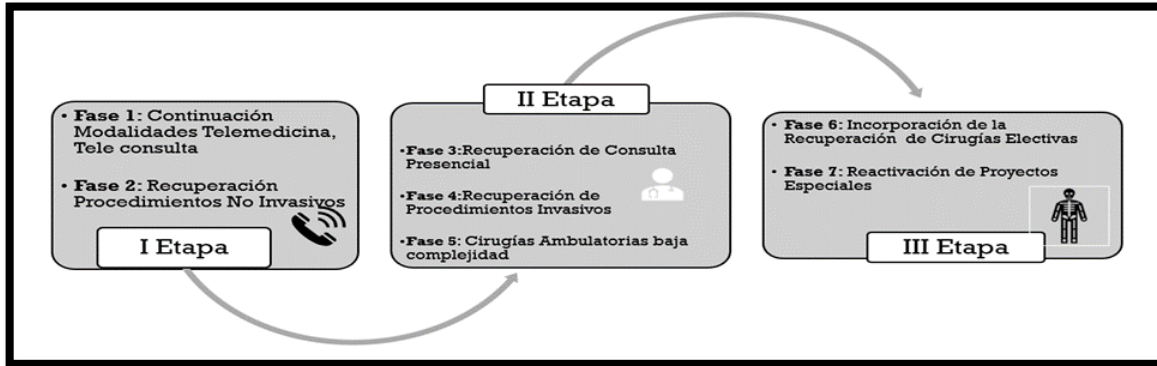 • Fase 1: Continuación
Modalidades Telemedicina,
Tele consulta
• Fase 2: Recuperación
Procedimientos No Invasivos
I Etapa
II Etapa
•Fase 3:Recuperación de Consulta
Presencial
•Fase 4:Recuperación de
Procedimientos Invasivos
•Fase 5: Cirugías Ambulatorias baja
complejidad
• Fase 6: Incorporación de la
Recuperación de Cirugías Electivas
• Fase 7: Reactivación de Proyectos
Especiales
III Etapa